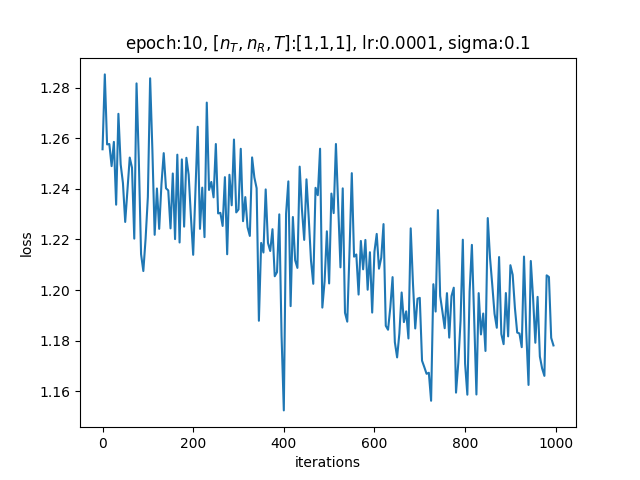 epoch:10, [n_T, n_R, T]:[1,1,1], lr:0.0001, sigma:0.1
loss
1.28
1.26
1.24
1.22
1.20
1.18
1.16
0 200 400 600 800 1000
iterations